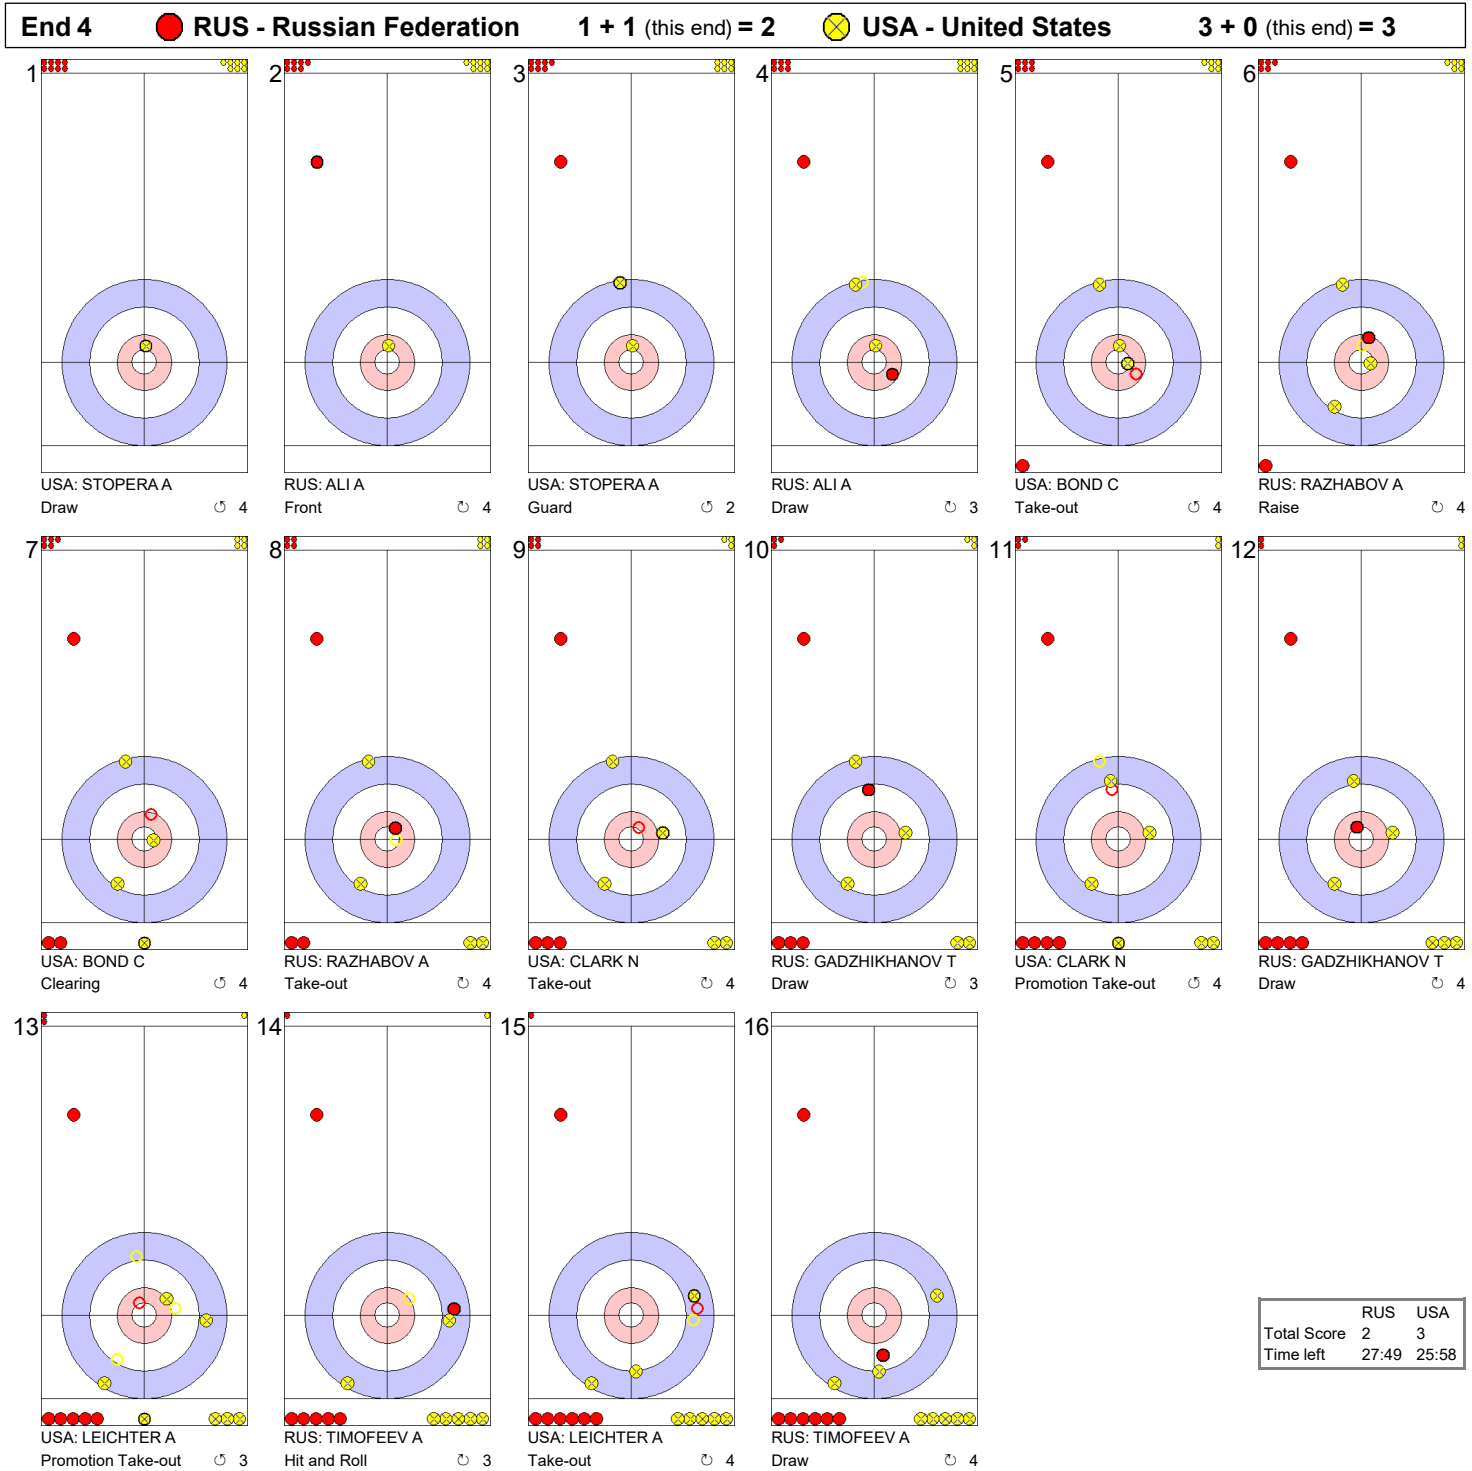 End 4 RUS - Russian Federation 1 + 1 (this end) = 2 USA - United States 3 + 0 (this end) = 3
1 2 3 4 5 6
USA: STOPERA A RUS: ALI A USA: STOPERA A RUS: ALI A USA: BOND C RUS: RAZHABOV A
Draw ↺ 4 Front ↻ 4 Guard ↺ 2 Draw ↻ 3 Take-out ↺ 4 Raise ↻ 4
7 8 9 10 11 12
USA: BOND C RUS: RAZHABOV A USA: CLARK N RUS: GADZHIKHANOV T USA: CLARK N RUS: GADZHIKHANOV T
Clearing ↺ 4 Take-out ↻ 4 Take-out ↻ 4 Draw ↻ 3 Promotion Take-out ↺ 4 Draw ↻ 4
13 14 15 16
RUS USA
Total Score 2 3
Time left 27:49 25:58
USA: LEICHTER A RUS: TIMOFEEV A USA: LEICHTER A RUS: TIMOFEEV A
Promotion Take-out ↺ 3 Hit and Roll ↻ 3 Take-out ↻ 4 Draw ↻ 4